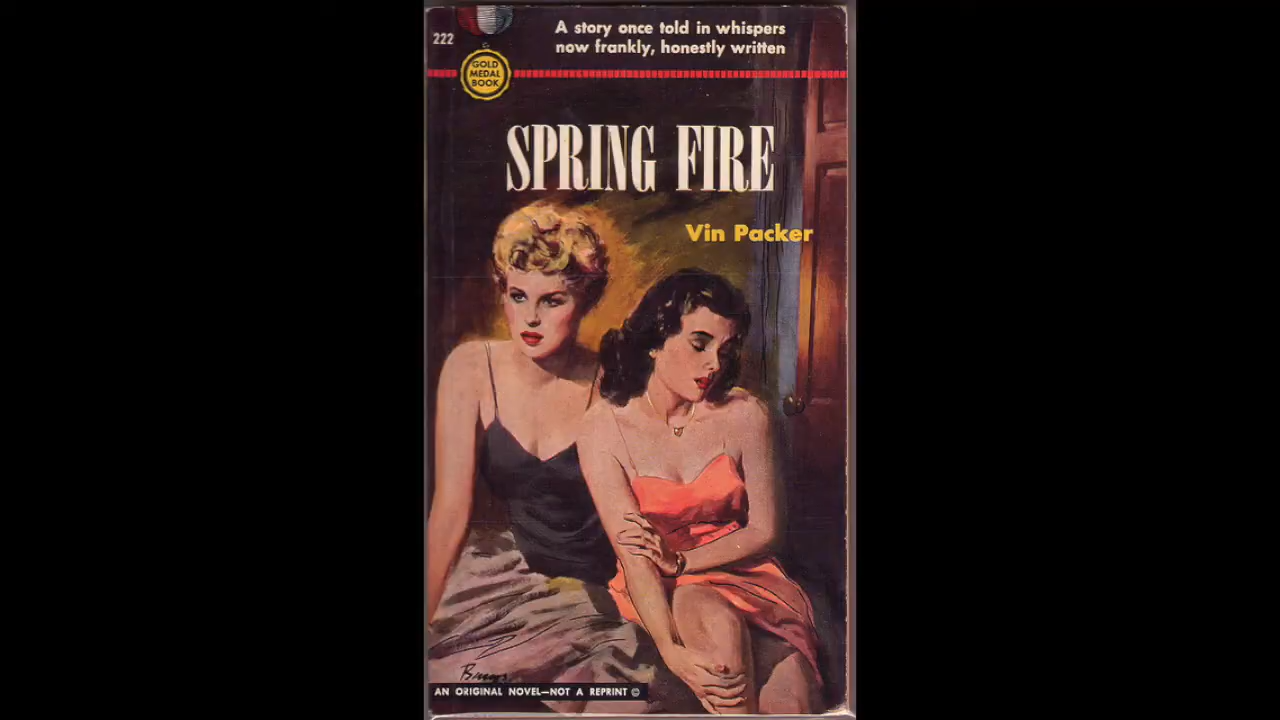 222
A story once told in whispers
now frankly, honestly written
GOLD
MEDAL
BOOK
SPRING FIRE
Vin Packer
AN ORIGINAL NOVEL—NOT A REPRINT ©